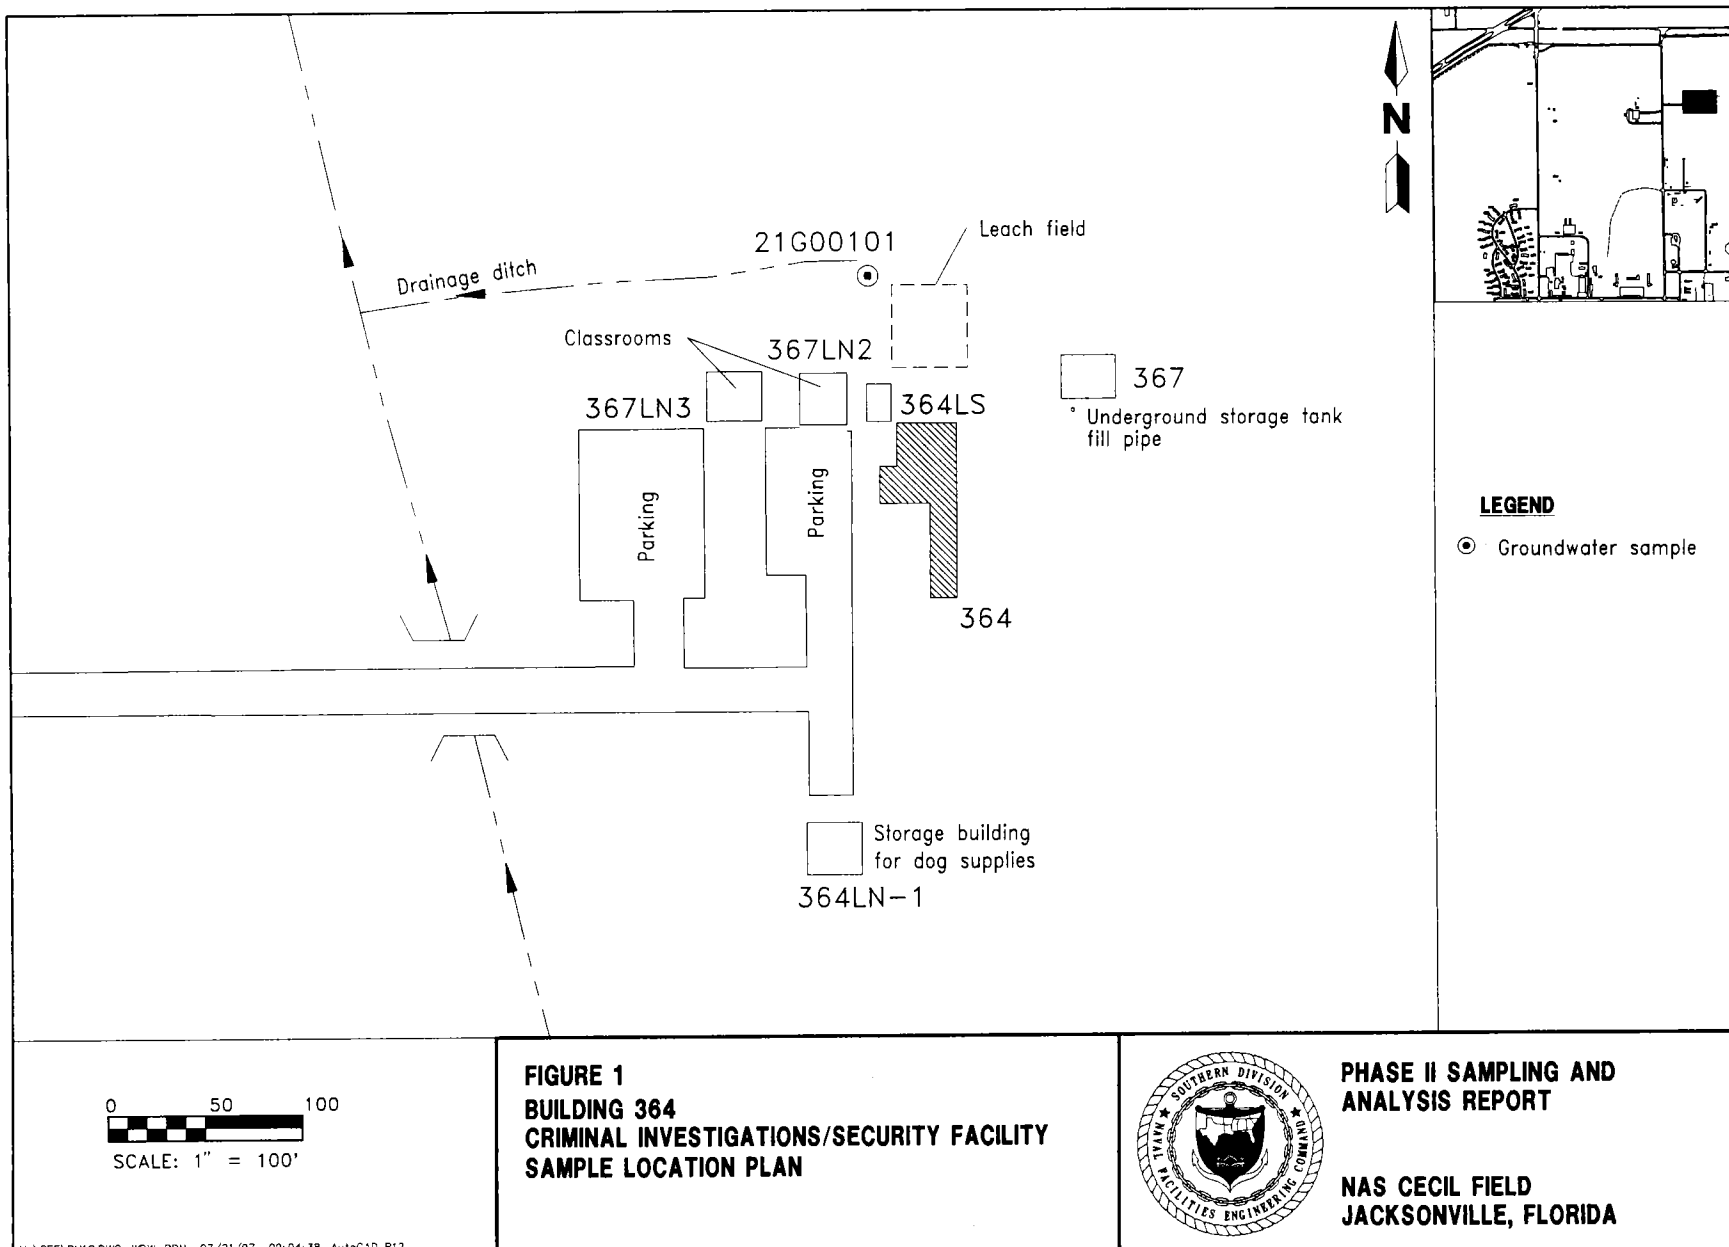 N
21G00101
Leach field
Drainage ditch
Classrooms
367LN2
367
367LN3
364LS
Underground storage tank
fill pipe
Parking
Parking
LEGEND
Groundwater sample
364
Storage building
for dog supplies
364LN-1
0 50 100
SCALE: 1" = 100'
FIGURE 1
BUILDING 364
CRIMINAL INVESTIGATIONS/SECURITY FACILITY
SAMPLE LOCATION PLAN
SOUTHERN DIVISION
NAVAL FACILITIES ENGINEERING COMMAND
PHASE II SAMPLING AND
ANALYSIS REPORT
NAS CECIL FIELD
JACKSONVILLE, FLORIDA